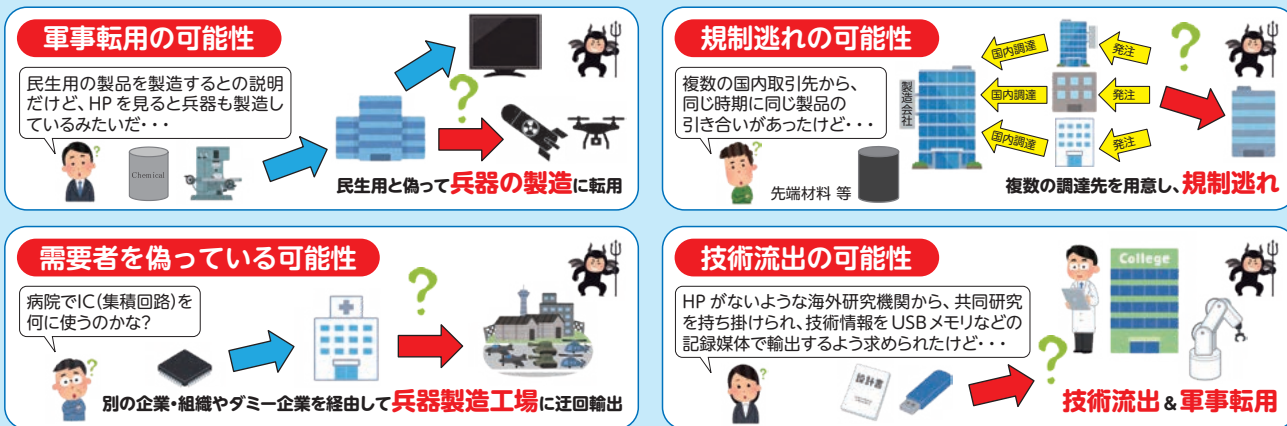 軍事転用の可能性
民生用の製品を製造するとの説明
だけど、HPを見ると兵器も製造し
ているみたいだ・・・
?
Chemical
?
民生用と偽って兵器の製造に転用
規制逃れの可能性
複数の国内取引先から、
同じ時期に同じ製品の
引き合いがあったけど・・・
?
先端材料 等
製造会社
国内調達
発注
国内調達
発注
国内調達
発注
?
複数の調達先を用意し、規制逃れ
需要者を偽っている可能性
病院でIC(集積回路)を
何に使うのかな?
?
?
別の企業・組織やダミー企業を経由して兵器製造工場に迂回輸出
技術流出の可能性
HPがないような海外研究機関から、共同研究
を持ち掛けられ、技術情報をUSBメモリなどの
記録媒体で輸出するよう求められたけど・・・
?
設計書
?
College
技術流出&軍事転用